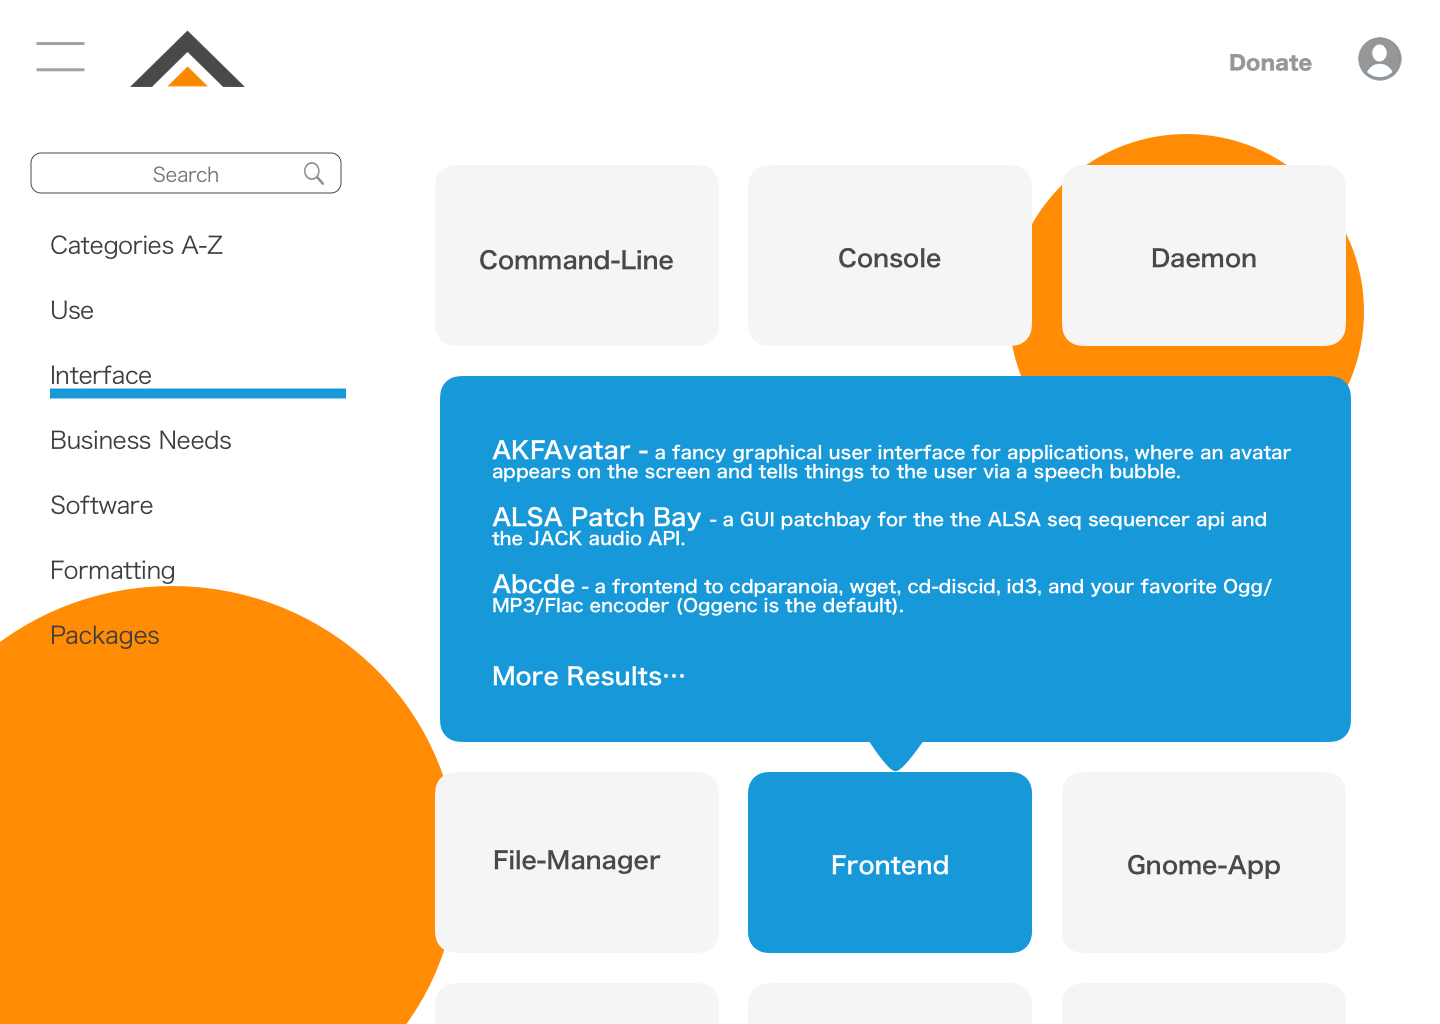 Donate
Search
Categories A-Z
Use
Interface
Business Needs
Software
Formatting
Packages
Command-Line
Console
Daemon
AKFAvatar - a fancy graphical user interface for applications, where an avatar
appears on the screen and tells things to the user via a speech bubble.
ALSA Patch Bay - a GUI patchbay for the the ALSA seq sequencer api and
the JACK audio API.
Abcde - a frontend to cdparanoia, wget, cd-discid, id3, and your favorite Ogg/
MP3/Flac encoder (Oggenc is the default).
More Results···
File-Manager
Frontend
Gnome-App